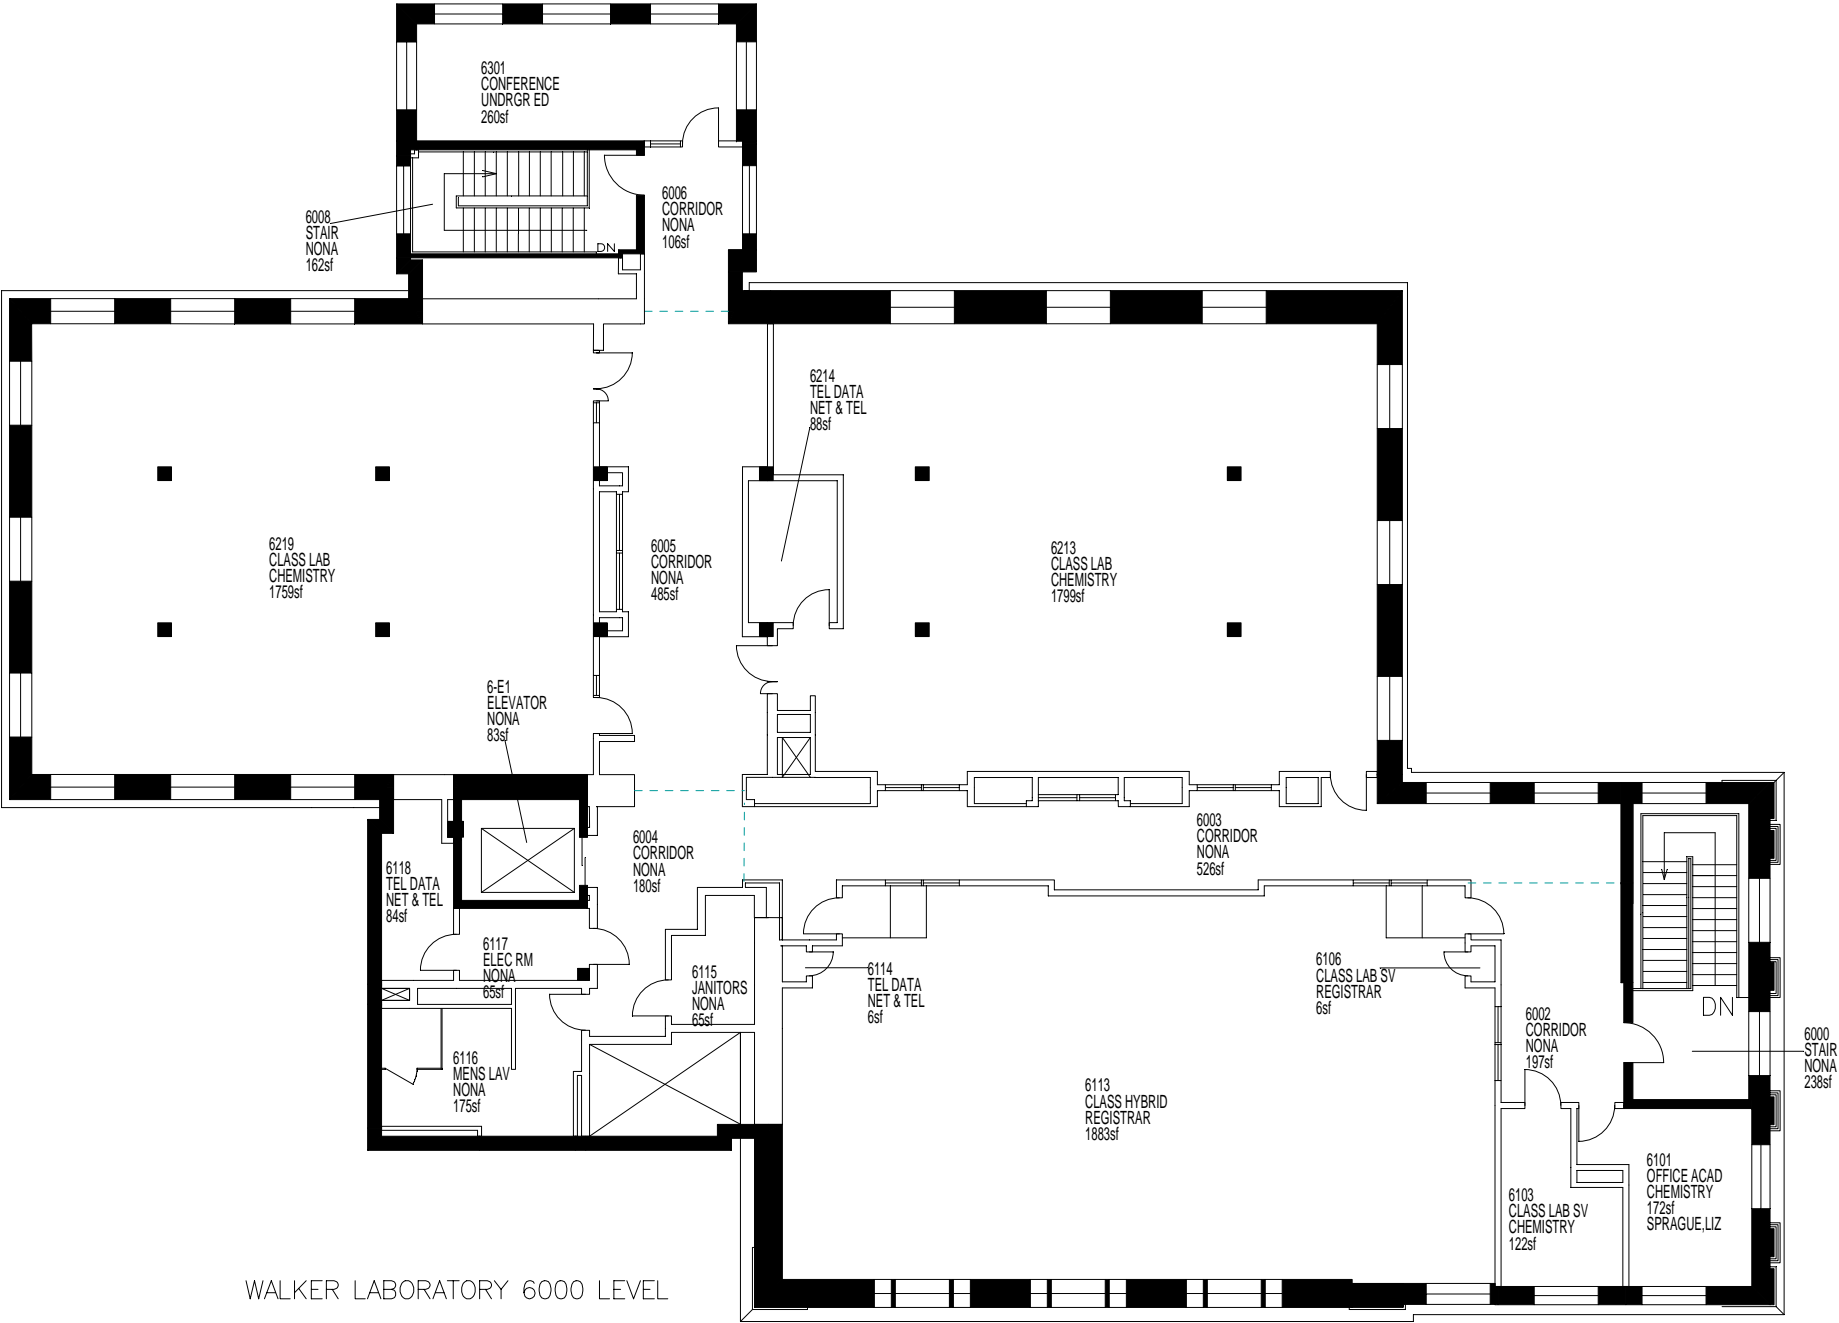 6301
CONFERENCE
UNDRGR ED
260sf
6008
STAIR
NONA
162sf
DN
6006
CORRIDOR
NONA
106sf
6214
TEL DATA
NET & TEL
88sf
6219
CLASS LAB
CHEMISTRY
1759sf
6005
CORRIDOR
NONA
485sf
6213
CLASS LAB
CHEMISTRY
1799sf
6-E1
ELEVATOR
NONA
83sf
6004
CORRIDOR
NONA
180sf
6003
CORRIDOR
NONA
526sf
6118
TEL DATA
NET & TEL
84sf
6117
ELEC RM
NONA
65sf
6115
JANITORS
NONA
65sf
6114
TEL DATA
NET & TEL
6sf
6106
CLASS LAB SV
REGISTRAR
6sf
6002
CORRIDOR
NONA
197sf
DN
6000
STAIR
NONA
238sf
6116
MENS LAV
NONA
175sf
6113
CLASS HYBRID
REGISTRAR
1883sf
6103
CLASS LAB SV
CHEMISTRY
122sf
6101
OFFICE ACAD
CHEMISTRY
172sf
SPRAGUE,LIZ
WALKER LABORATORY 6000 LEVEL